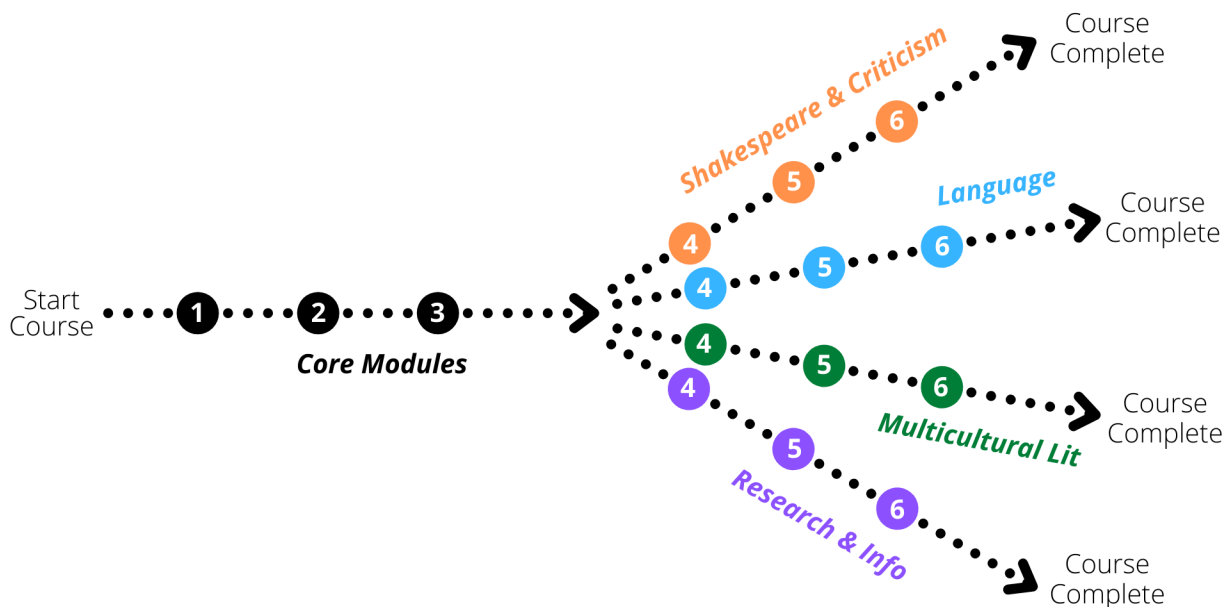 Start
Course
1
2
3
Core Modules
Shakespeare & Criticism
4
5
6
Course
Complete
Language
4
5
6
Course
Complete
4
5
6
Multicultural Lit
Course
Complete
4
5
6
Research & Info
Course
Complete